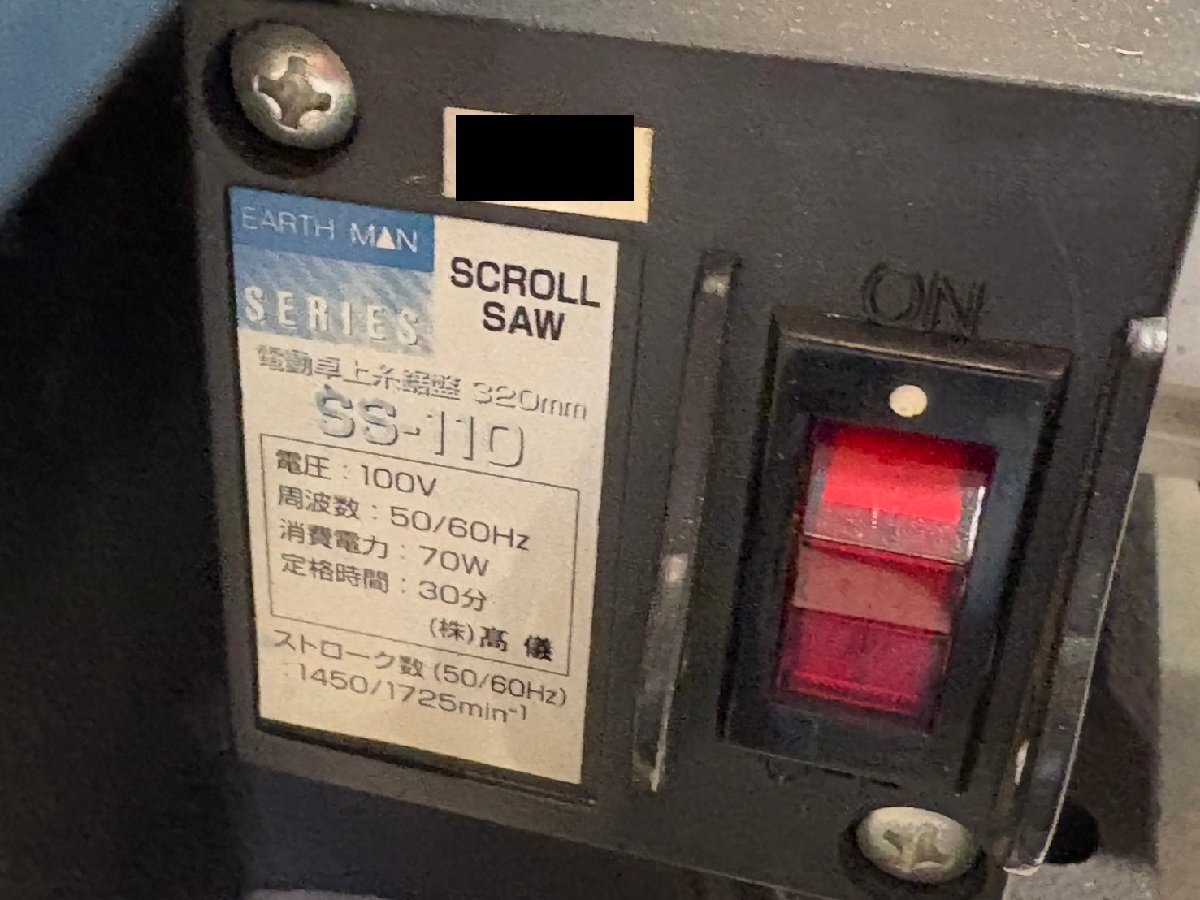 EARTH MAN
SERIES
SCROLL
SAW
電動卓上糸鋸盤 320mm
SS-110
電圧：100V
周波数：50/60Hz
消費電力：70W
定格時間：30分
(株)髙儀
ストローク数(50/60Hz)
1450/1725min⁻¹
ON